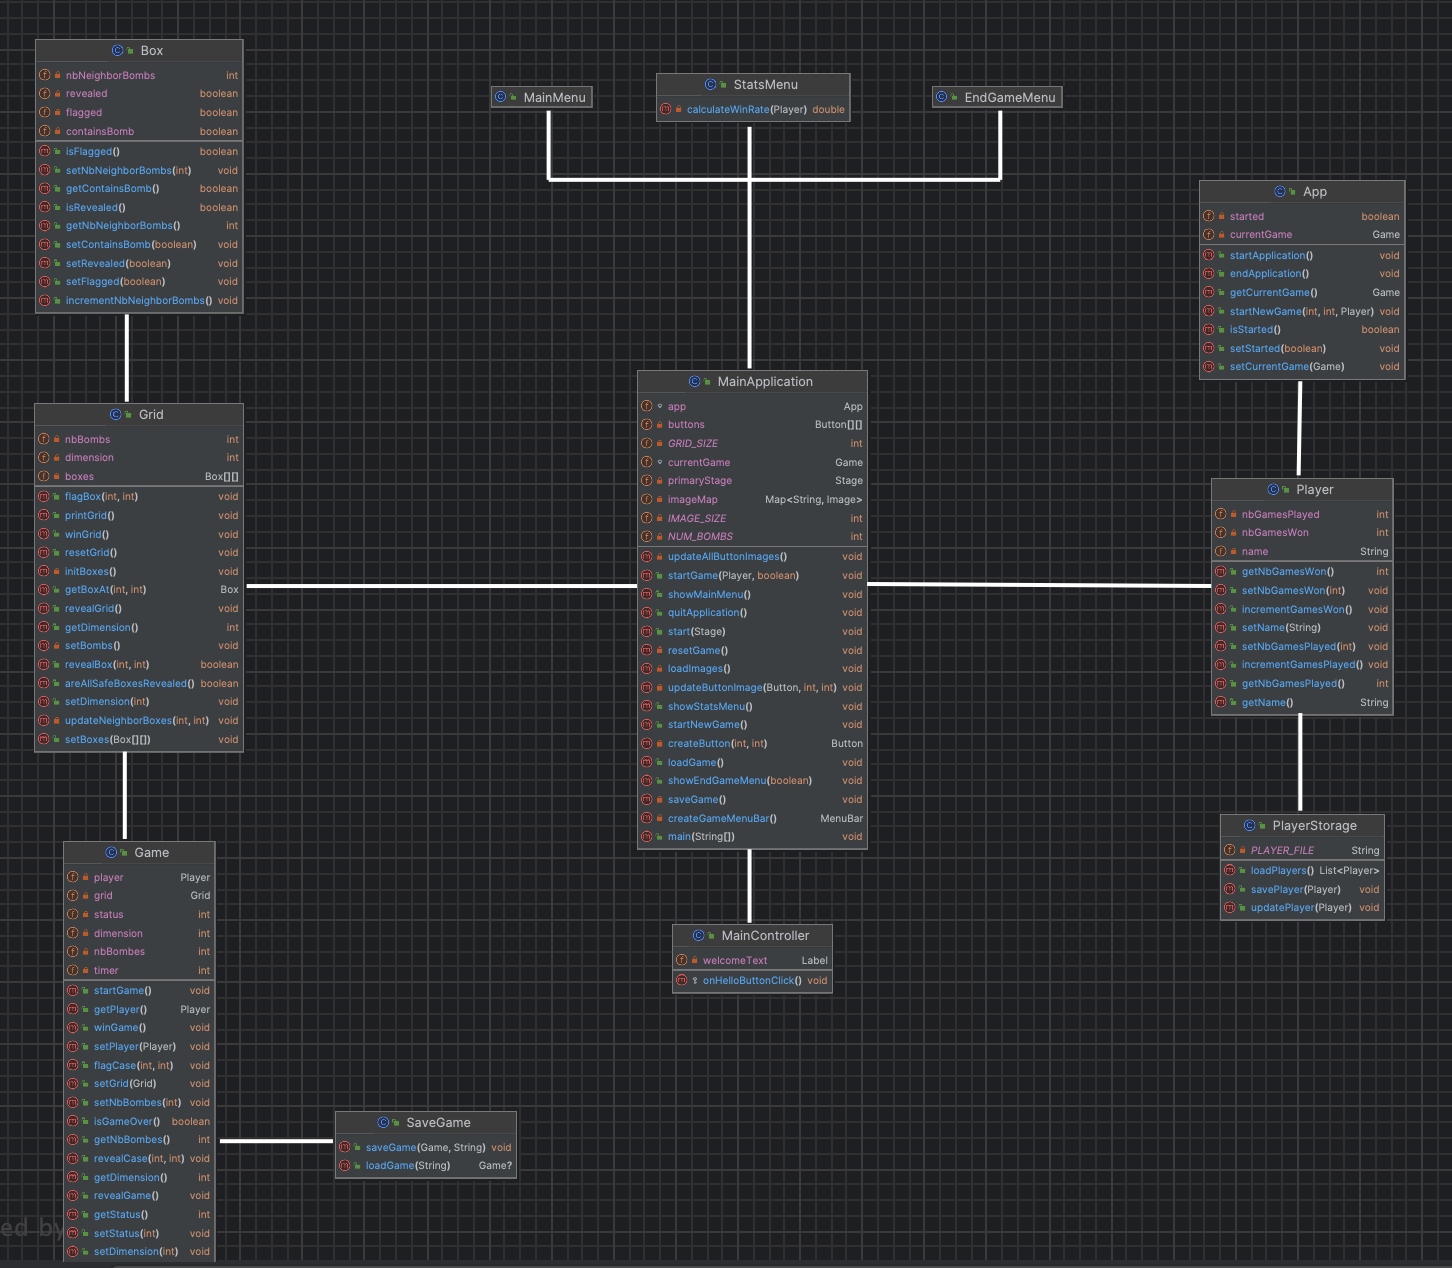 Box
nbNeighborBombs int
revealed boolean
flagged boolean
containsBomb boolean
isFlagged() boolean
setNbNeighborBombs(int) void
getContainsBomb() boolean
isRevealed() boolean
getNbNeighborBombs() int
setContainsBomb(boolean) void
setRevealed(boolean) void
setFlagged(boolean) void
incrementNbNeighborBombs() void
MainMenu
StatsMenu
calculateWinRate(Player) double
EndGameMenu
App
started boolean
currentGame Game
startApplication() void
endApplication() void
getCurrentGame() Game
startNewGame(int, int, Player) void
isStarted() boolean
setStarted(boolean) void
setCurrentGame(Game) void
Grid
nbBombs int
dimension int
boxes Box[][]
flagBox(int, int) void
printGrid() void
winGrid() void
resetGrid() void
initBoxes() void
getBoxAt(int, int) Box
revealGrid() void
getDimension() int
setBombs() void
revealBox(int, int) boolean
areAllSafeBoxesRevealed() boolean
setDimension(int) void
updateNeighborBoxes(int, int) void
setBoxes(Box[][]) void
MainApplication
app App
buttons Button[][]
GRID_SIZE int
currentGame Game
primaryStage Stage
imageMap Map<String, Image>
IMAGE_SIZE int
NUM_BOMBS int
updateAllButtonImages() void
startGame(Player, boolean) void
showMainMenu() void
quitApplication() void
start(Stage) void
resetGame() void
loadImages() void
updateButtonImage(Button, int, int) void
showStatsMenu() void
startNewGame() void
createButton(int, int) Button
loadGame() void
showEndGameMenu(boolean) void
saveGame() void
createGameMenuBar() MenuBar
main(String[]) void
Player
nbGamesPlayed int
nbGamesWon int
name String
getNbGamesWon() int
setNbGamesWon(int) void
incrementGamesWon() void
setName(String) void
setNbGamesPlayed(int) void
incrementGamesPlayed() void
getNbGamesPlayed() int
getName() String
PlayerStorage
PLAYER_FILE String
loadPlayers() List<Player>
savePlayer(Player) void
updatePlayer(Player) void
Game
player Player
grid Grid
status int
dimension int
nbBombes int
timer int
startGame() void
getPlayer() Player
winGame() void
setPlayer(Player) void
flagCase(int, int) void
setGrid(Grid) void
setNbBombes(int) void
isGameOver() boolean
getNbBombes() int
revealCase(int, int) void
getDimension() int
revealGame() void
getStatus() int
setStatus(int) void
setDimension(int) void
MainController
welcomeText Label
onHelloButtonClick() void
SaveGame
saveGame(Game, String) void
loadGame(String) Game?
ed by